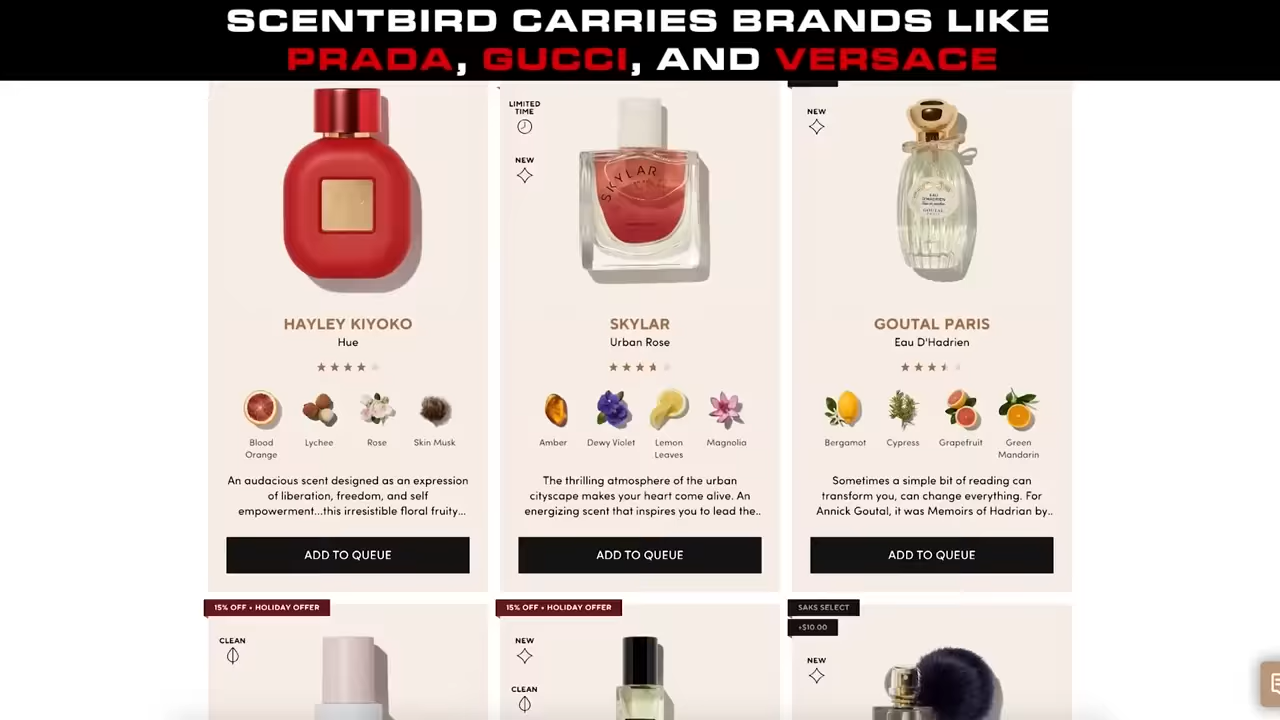 SCENTBIRD CARRIES BRANDS LIKE
PRADA, GUCCI, AND VERSACE
LIMITED
TIME
NEW
SKYLAR
NEW
EAU
D'HADRIEN
GOUTAL
PARIS
HAYLEY KIYOKO
Hue
Blood
Orange
Lychee
Rose
Skin Musk
An audacious scent designed as an expression
of liberation, freedom, and self
empowerment...this irresistible floral fruity...
ADD TO QUEUE
SKYLAR
Urban Rose
Amber
Dewy Violet
Lemon
Leaves
Magnolia
The thrilling atmosphere of the urban
cityscape makes your heart come alive. An
energizing scent that inspires you to lead the..
ADD TO QUEUE
GOUTAL PARIS
Eau D'Hadrien
Bergamot
Cypress
Grapefruit
Green
Mandarin
Sometimes a simple bit of reading can
transform you, can change everything. For
Annick Goutal, it was Memoirs of Hadrian by..
ADD TO QUEUE
15% OFF • HOLIDAY OFFER
CLEAN
15% OFF • HOLIDAY OFFER
NEW
CLEAN
SAKS SELECT
+$10.00
NEW